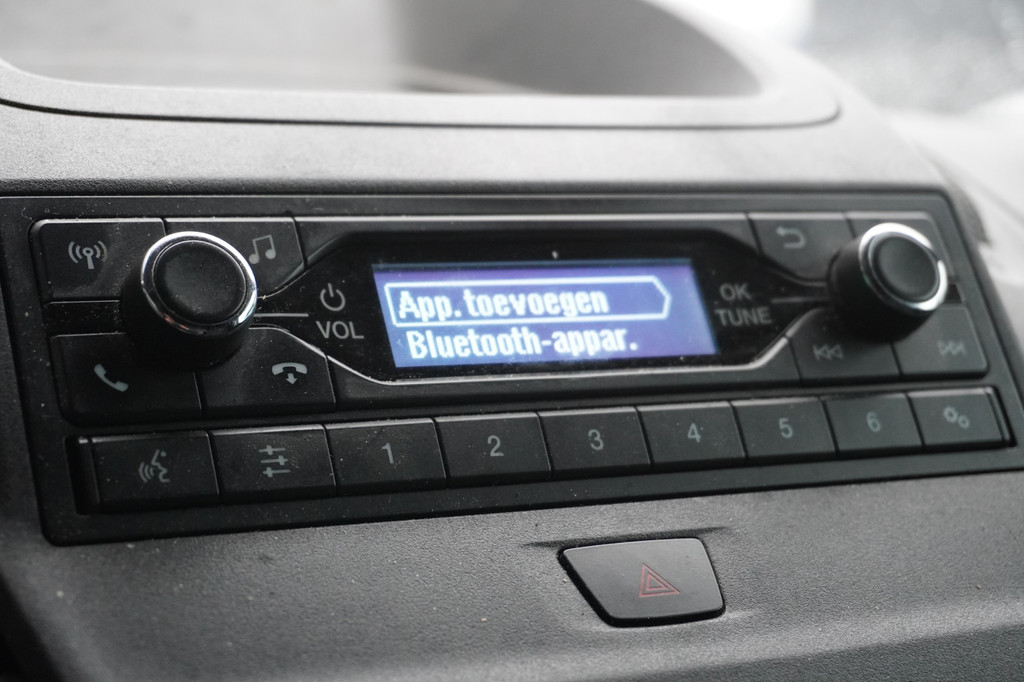 App. toevoegen
Bluetooth-appar.
VOL
OK
TUNE
1 2 3 4 5 6